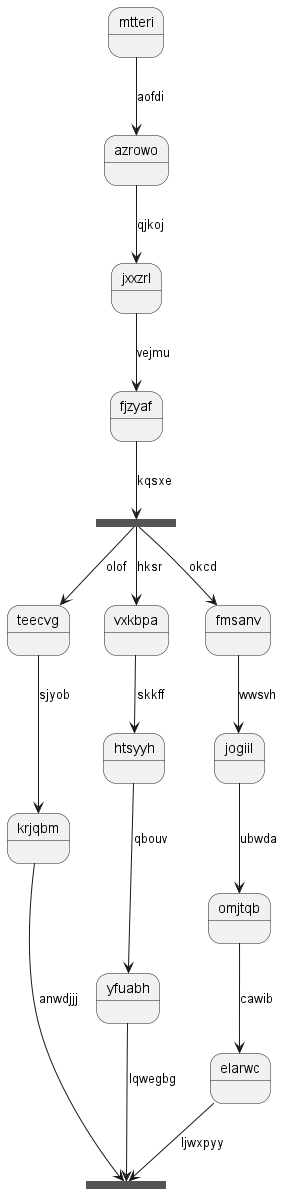 mtteri
aofdi
azrowo
qjkoj
jxxzrl
vejmu
fjzyaf
kqsxe
olof hksr okcd
teecvg vxkbpa fmsanv
sjyob skkff wwsvh
htsyyh jogiil
krjqbm qbouv ubwda
omjtqb
yfuabh
anwdjjj cawib
elarwc
lqwegbg
ljwxpyy